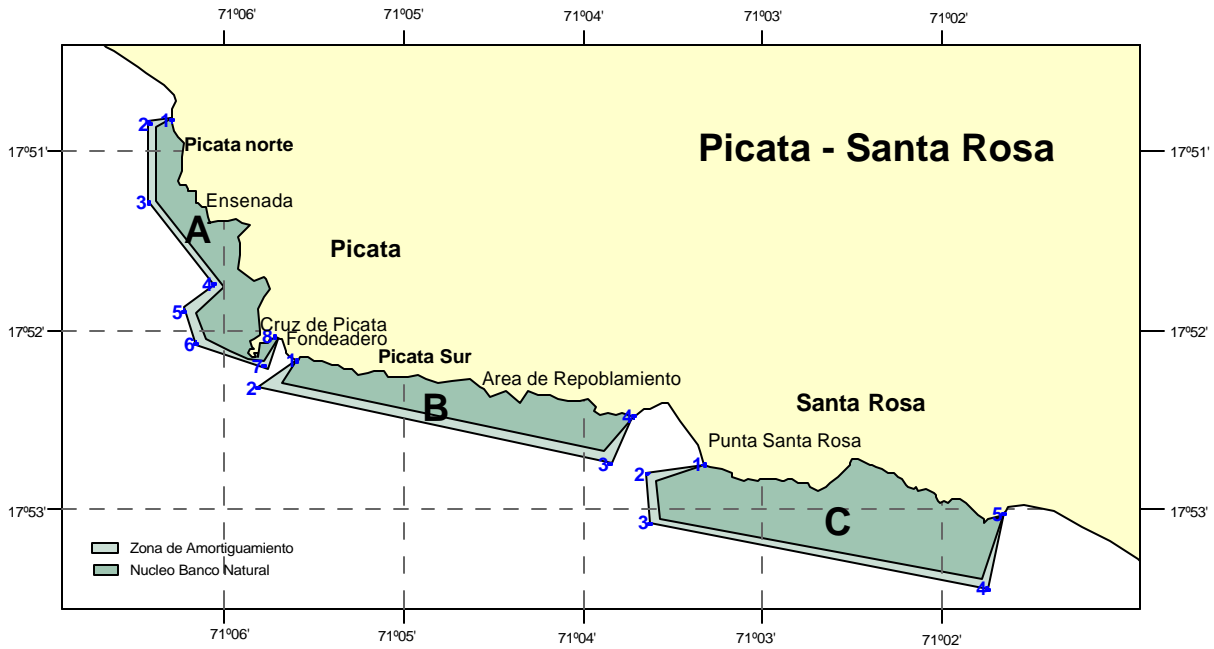 71º06'
71º05'
71º04'
71º03'
71º02'
2
1
Picata norte
Picata - Santa Rosa
17º51'
17º51'
3
Ensenada
A
Picata
4
5
Cruz de Picata
17º52'
17º52'
6
8
Fondeadero
7
1
Picata Sur
2
Area de Repoblamiento
B
4
Santa Rosa
3
Punta Santa Rosa
2
1
17º53'
17º53'
3
C
5
Zona de Amortiguamiento
Nucleo Banco Natural
4
71º06'
71º05'
71º04'
71º03'
71º02'